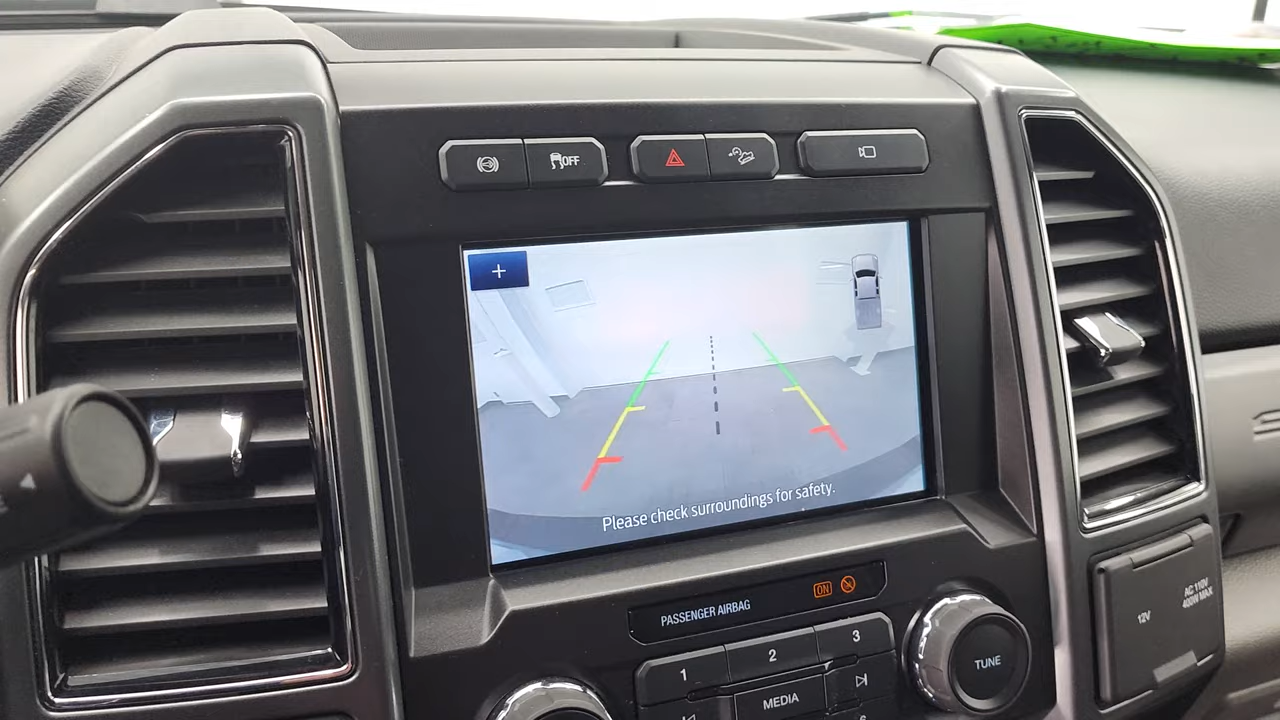 OFF
+
Please check surroundings for safety.
PASSENGER AIRBAG
ON
1
2
3
MEDIA
TUNE
12V
AC 110V
400W MAX